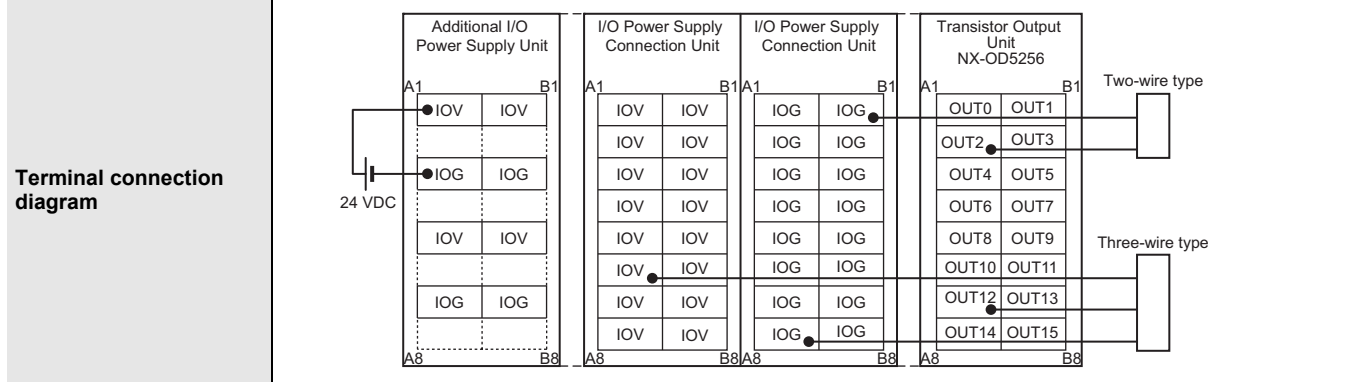 Terminal connection
diagram
Additional I/O
Power Supply Unit
I/O Power Supply
Connection Unit
I/O Power Supply
Connection Unit
Transistor Output
Unit
NX-OD5256
Two-wire type
A1 B1 A1 B1 A1 B1 A1 B1
IOV IOV IOV IOV IOG IOG OUT0 OUT1
IOV IOV IOG IOG OUT2 OUT3
IOG IOG IOV IOV IOG IOG OUT4 OUT5
24 VDC
IOV IOV IOG IOG OUT6 OUT7
IOV IOV IOV IOV IOG IOG OUT8 OUT9
Three-wire type
IOV IOV IOG IOG OUT10 OUT11
IOG IOG IOV IOV IOG IOG OUT12 OUT13
IOV IOV IOG IOG OUT14 OUT15
A8 B8 A8 B8 A8 B8 A8 B8